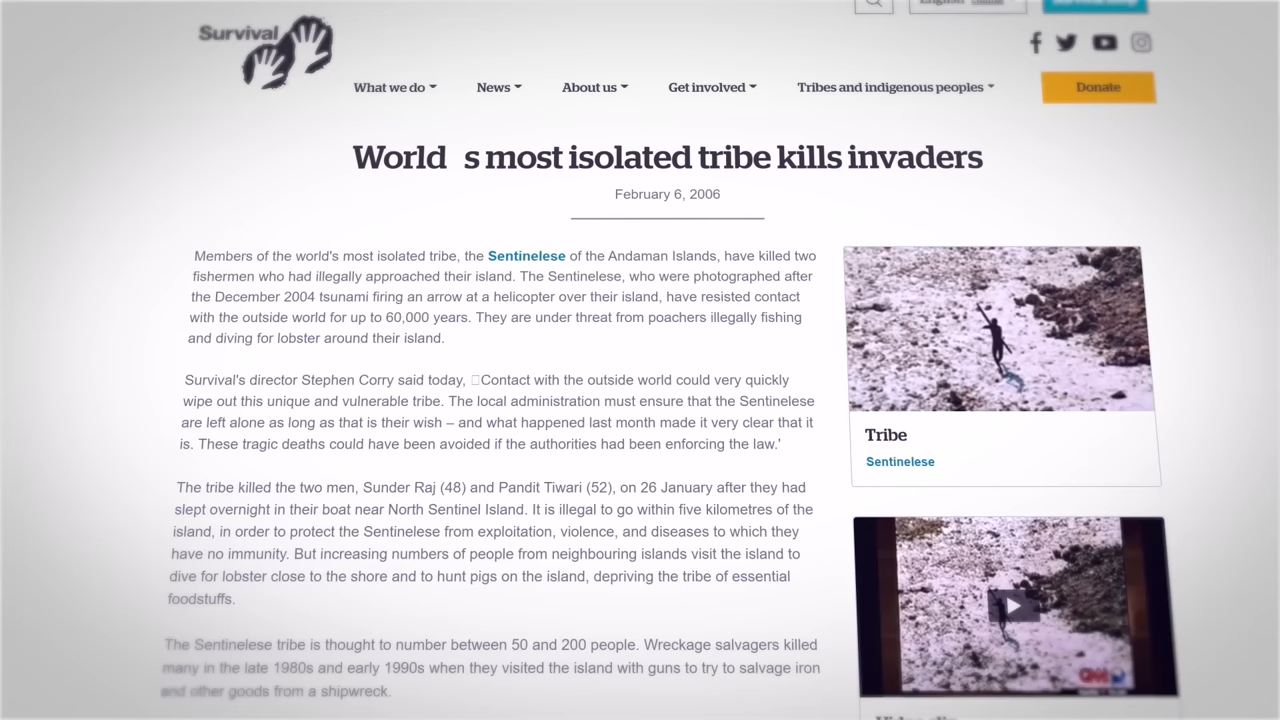 Survival
English
What we do
News
About us
Get involved
Tribes and indigenous peoples
Donate
World s most isolated tribe kills invaders
February 6, 2006
Members of the world's most isolated tribe, the Sentinelese of the Andaman Islands, have killed two
fishermen who had illegally approached their island. The Sentinelese, who were photographed after
the December 2004 tsunami firing an arrow at a helicopter over their island, have resisted contact
with the outside world for up to 60,000 years. They are under threat from poachers illegally fishing
and diving for lobster around their island.
Survival's director Stephen Corry said today, □Contact with the outside world could very quickly
wipe out this unique and vulnerable tribe. The local administration must ensure that the Sentinelese
are left alone as long as that is their wish – and what happened last month made it very clear that it
is. These tragic deaths could have been avoided if the authorities had been enforcing the law.'
The tribe killed the two men, Sunder Raj (48) and Pandit Tiwari (52), on 26 January after they had
slept overnight in their boat near North Sentinel Island. It is illegal to go within five kilometres of the
island, in order to protect the Sentinelese from exploitation, violence, and diseases to which they
have no immunity. But increasing numbers of people from neighbouring islands visit the island to
dive for lobster close to the shore and to hunt pigs on the island, depriving the tribe of essential
foodstuffs.
The Sentinelese tribe is thought to number between 50 and 200 people. Wreckage salvagers killed
many in the late 1980s and early 1990s when they visited the island with guns to try to salvage iron
and other goods from a shipwreck.
Tribe
Sentinelese
CNN